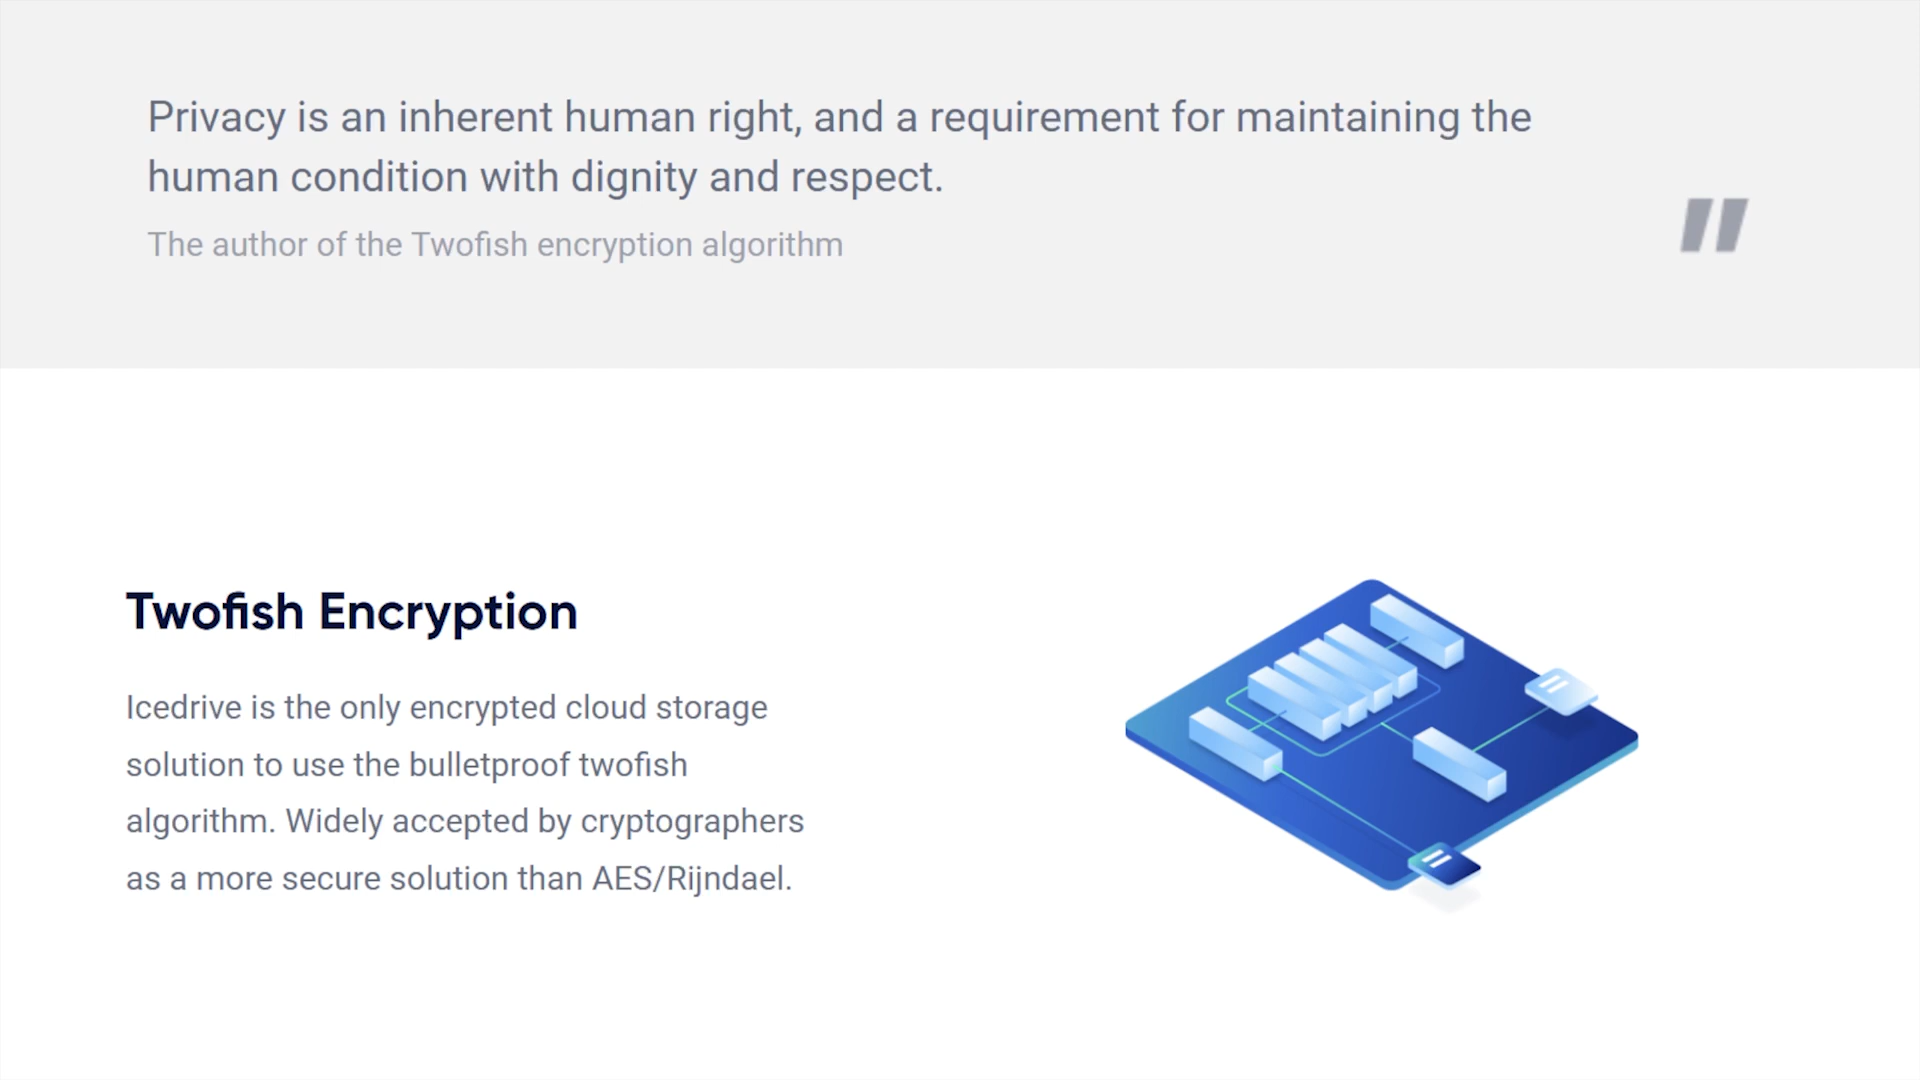 Privacy is an inherent human right, and a requirement for maintaining the
human condition with dignity and respect.
The author of the Twofish encryption algorithm
"
Twofish Encryption
Icedrive is the only encrypted cloud storage
solution to use the bulletproof twofish
algorithm. Widely accepted by cryptographers
as a more secure solution than AES/Rijndael.